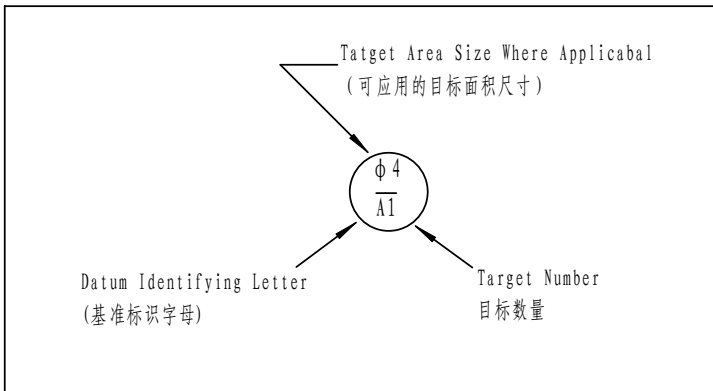 Tatget Area Size Where Applicabal
(可应用的目标面积尺寸)
ϕ4
A1
Datum Identifying Letter
(基准标识字母)
Target Number
目标数量